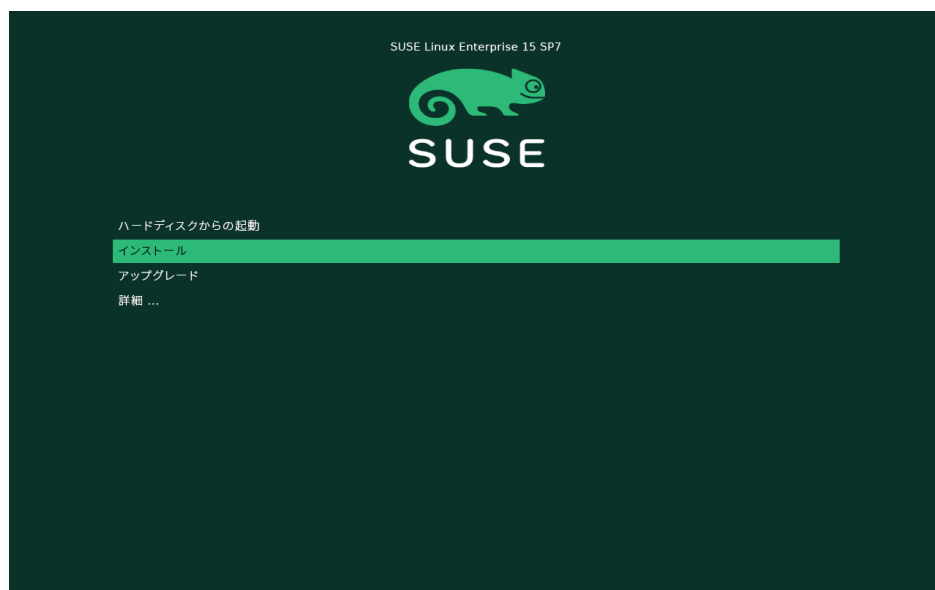 SUSE Linux Enterprise 15 SP7
SUSE
ハードディスクからの起動
インストール
アップグレード
詳細 ...